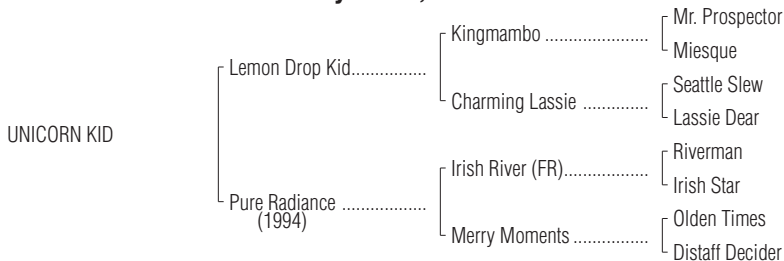 Kingmambo .....................
Mr. Prospector
Miesque
Lemon Drop Kid................
Charming Lassie .............
Seattle Slew
Lassie Dear
UNICORN KID
Irish River (FR).................
Riverman
Irish Star
Pure Radiance ..................
(1994)
Merry Moments ...............
Olden Times
Distaff Decider